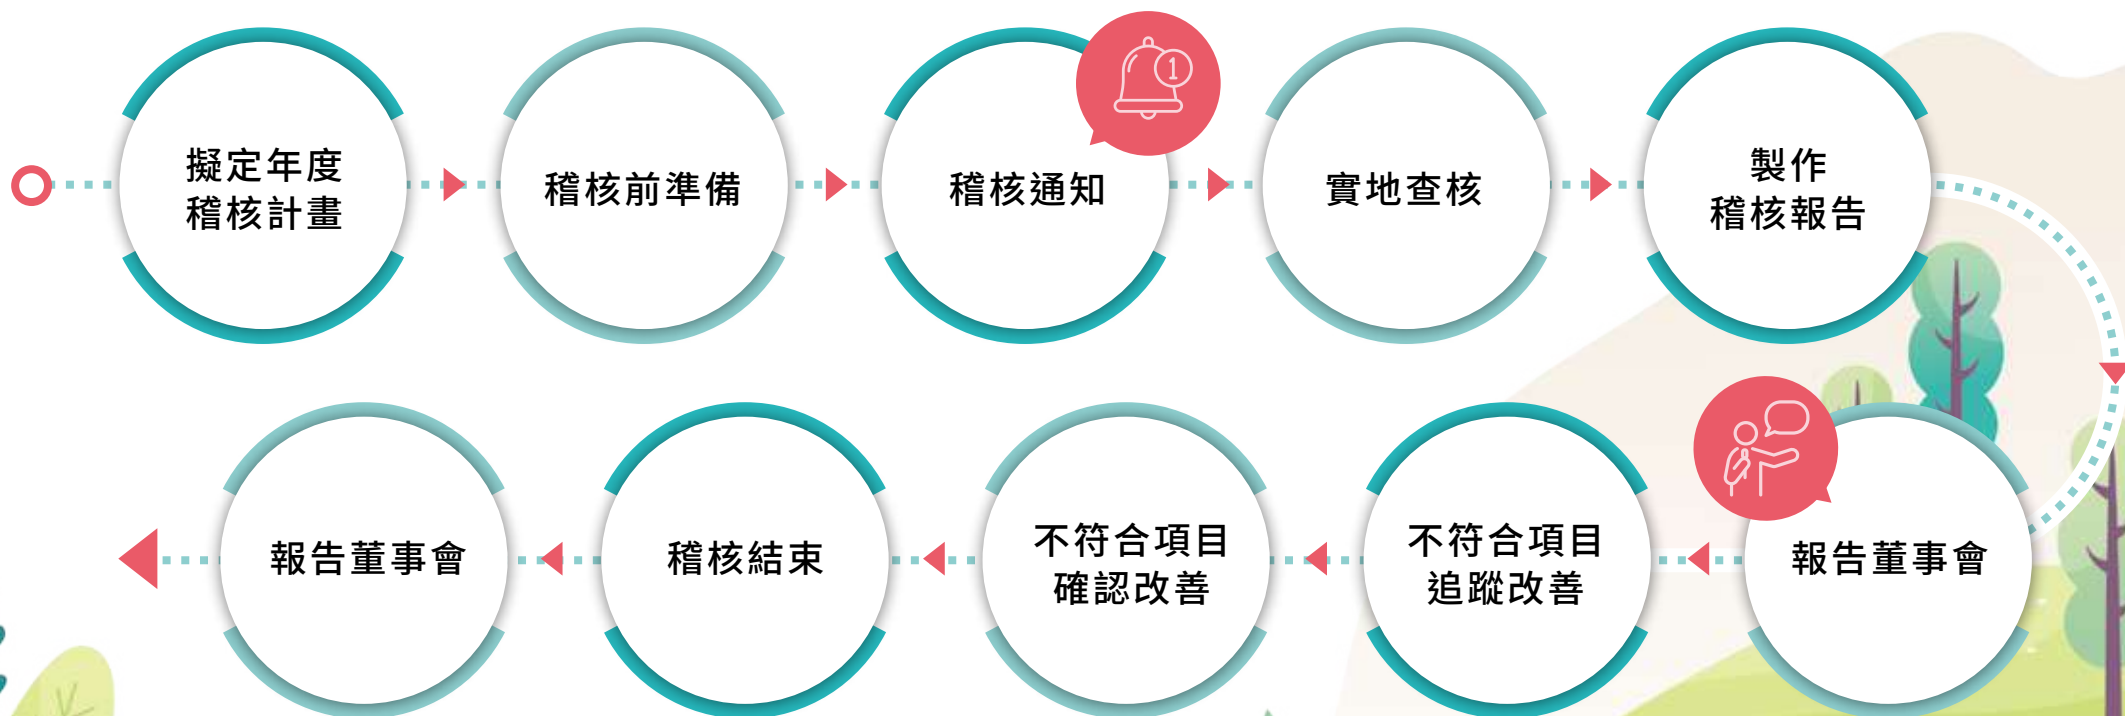 擬定年度
稽核計畫
稽核前準備
稽核通知
1
實地查核
製作
稽核報告
報告董事會
不符合項目
追蹤改善
不符合項目
確認改善
稽核結束
報告董事會